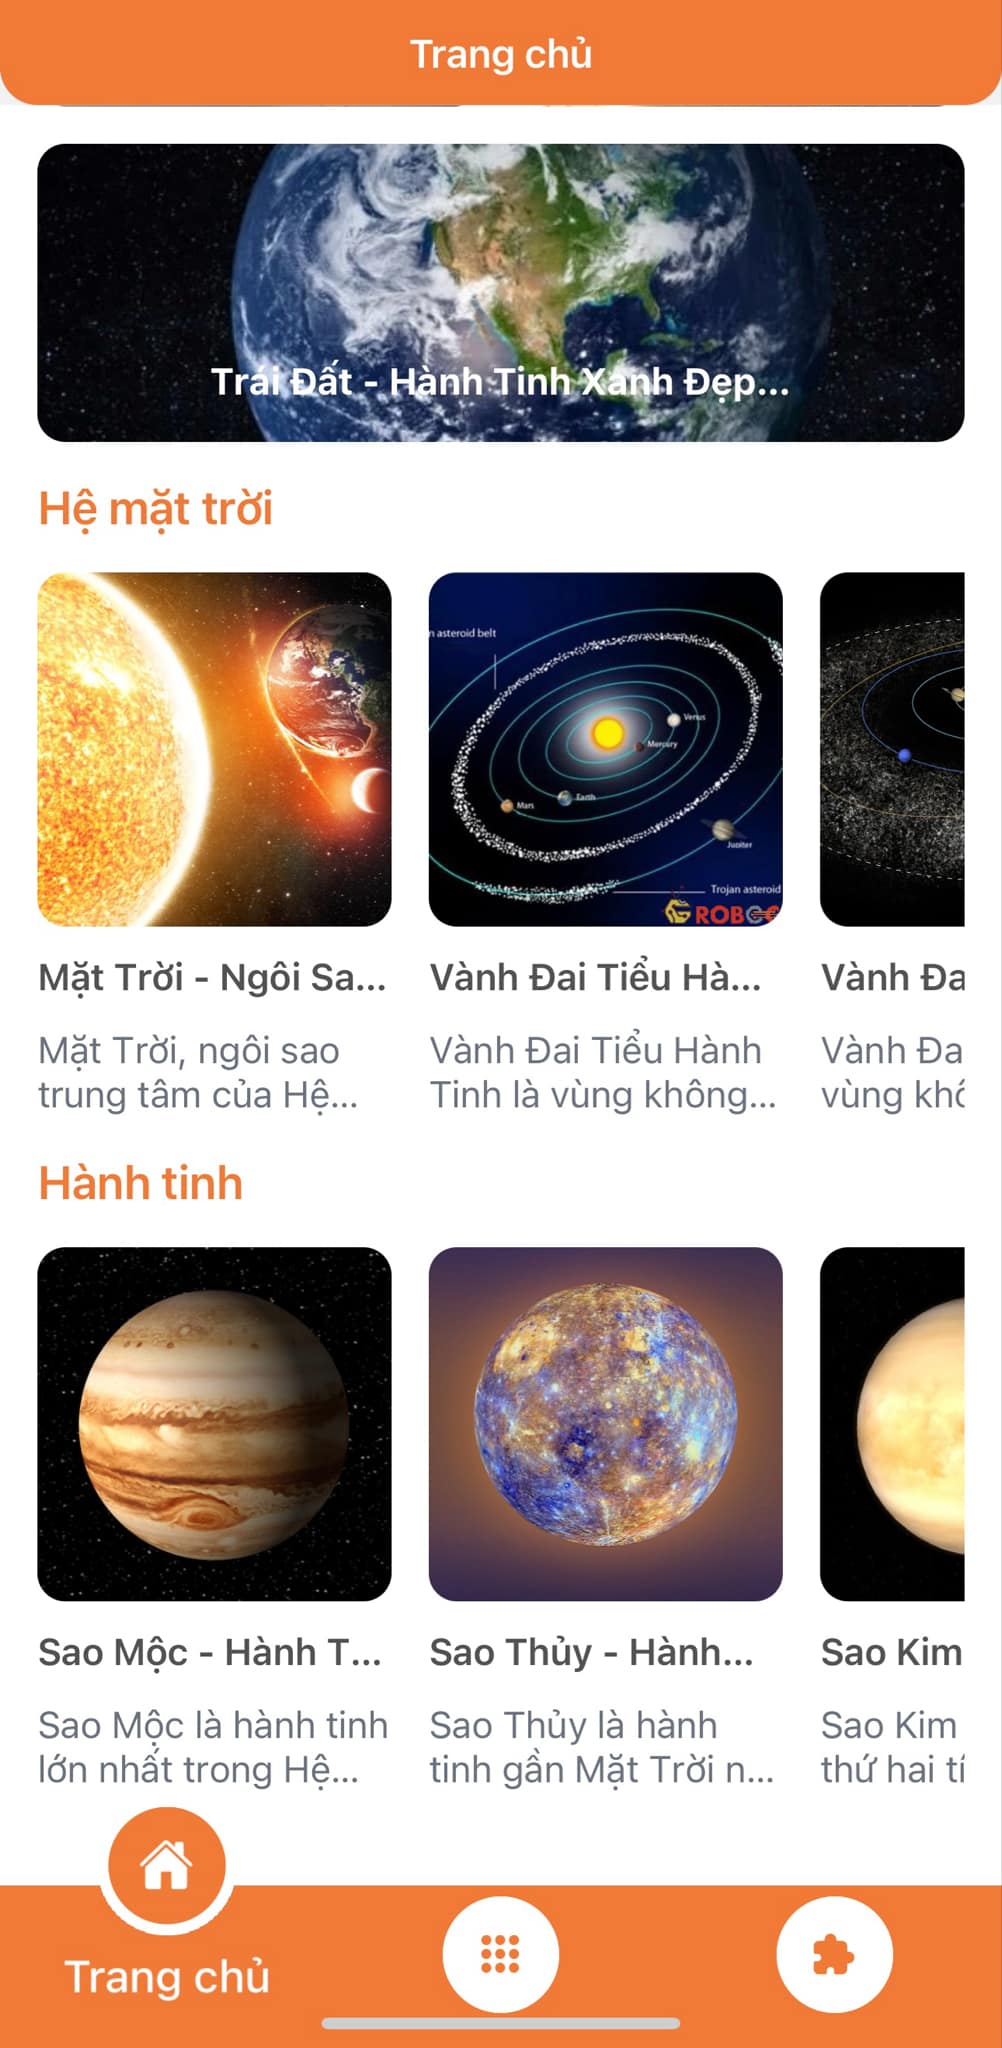 Trang chủ
Trái Đất - Hành Tinh Xanh Đẹp...
Hệ mặt trời
n asteroid belt
Venus
Mercury
Earth
Mars
Jupiter
Trojan asteroid
Mặt Trời - Ngôi Sa...
Vành Đai Tiểu Hà...
Vành Đa
Mặt Trời, ngôi sao
trung tâm của Hệ...
Vành Đai Tiểu Hành
Tinh là vùng không...
Vành Đa
vùng khô
Hành tinh
Sao Mộc - Hành T...
Sao Thủy - Hành...
Sao Kim
Sao Mộc là hành tinh
lớn nhất trong Hệ...
Sao Thủy là hành
tinh gần Mặt Trời n...
Sao Kim
thứ hai tí
Trang chủ